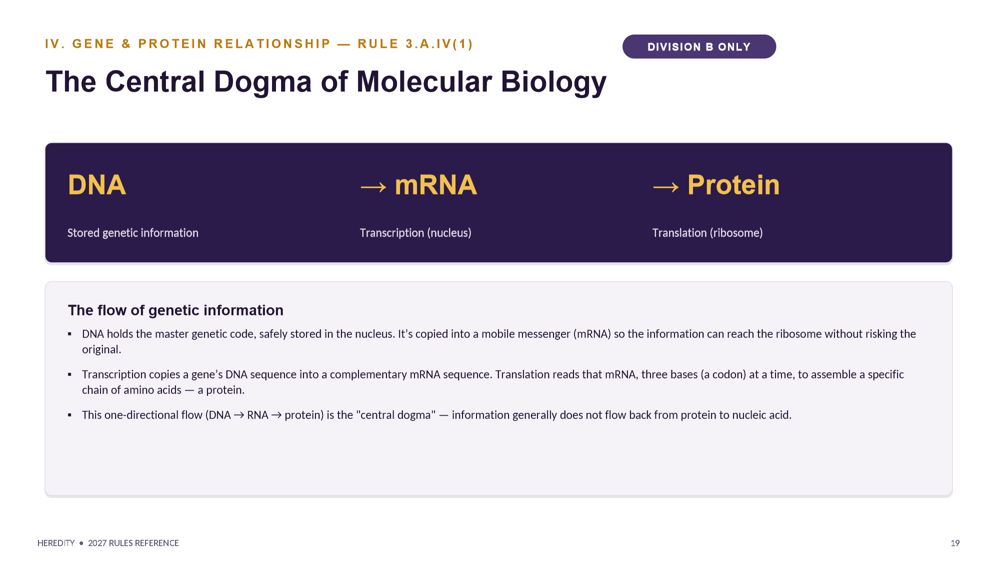 IV. GENE & PROTEIN RELATIONSHIP — RULE 3.A.IV(1)
DIVISION B ONLY
The Central Dogma of Molecular Biology
DNA
→ mRNA
→ Protein
Stored genetic information
Transcription (nucleus)
Translation (ribosome)
The flow of genetic information
▪ DNA holds the master genetic code, safely stored in the nucleus. It's copied into a mobile messenger (mRNA) so the information can reach the ribosome without risking the
original.
▪ Transcription copies a gene's DNA sequence into a complementary mRNA sequence. Translation reads that mRNA, three bases (a codon) at a time, to assemble a specific
chain of amino acids — a protein.
▪ This one-directional flow (DNA → RNA → protein) is the "central dogma" — information generally does not flow back from protein to nucleic acid.
HEREDITY • 2027 RULES REFERENCE
19